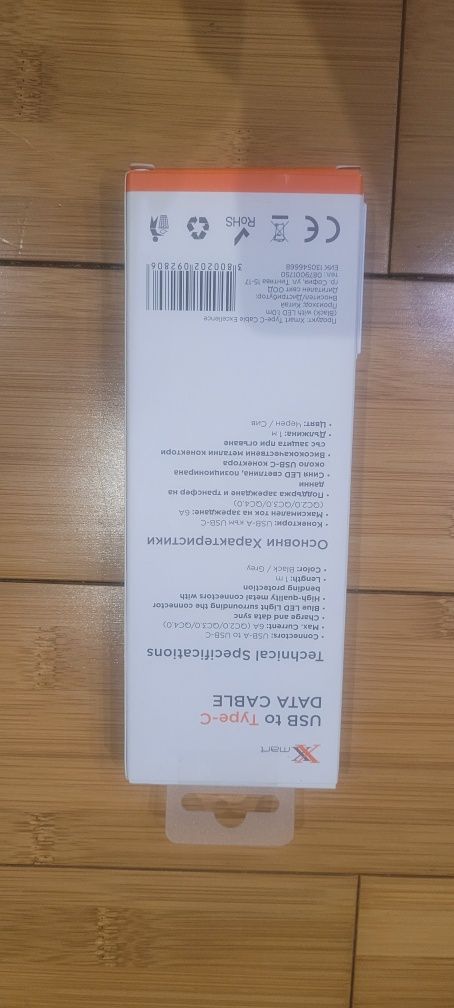 Xmart
USB to Type-C
DATA CABLE
Technical Specifications
• Connectors: USB-A to USB-C
• Max. Current: 6A (QC2.0/QC3.0/QC4.0)
• Charge and data sync
• Blue LED Light surrounding the connector
• High-quality metal connectors with
bending protection
• Length: 1 m
• Color: Black / Grey
Основни Характеристики
• Конектори: USB-A към USB-C
• Максимален ток на зареждане: 6A
(QC2.0/QC3.0/QC4.0)
• Поддържа зареждане и трансфер на
данни
• Синя LED светлина, позиционирана
около USB-C конектора
• Висококачествени метални конектори
със защита при огъване
• Дължина: 1 м
• Цвят: Черен / Сив
Продукт: Xmart Type-C Cable Excellence
(Black) with LED 1.0m
Произход: Китай
Вносител/Дистрибутор:
Дигитален свят ООД
гр. София, ул. Тинтява 15-17
тел.: 0879001750
ЕИК: 130546668
3800202092806
CE
RoHS